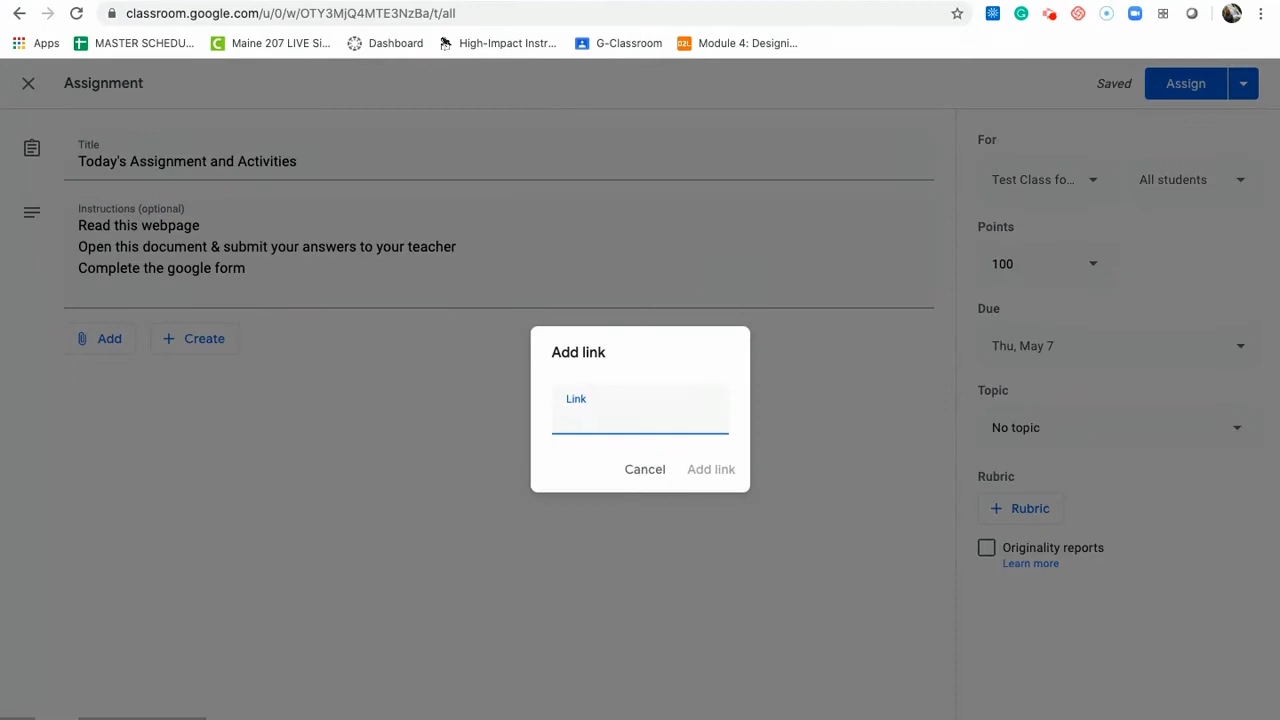 classroom.google.com/u/0/w/OTY3MjQ4MTE3NzBa/t/all
Apps MASTER SCHEDU... Maine 207 LIVE Si... Dashboard High-Impact Instr... G-Classroom D2L Module 4: Designi...
Assignment Saved Assign
Title
Today's Assignment and Activities
Instructions (optional)
Read this webpage
Open this document & submit your answers to your teacher
Complete the google form
Add Create
Add link
Link
Cancel Add link
For
Test Class fo... All students
Points
100
Due
Thu, May 7
Topic
No topic
Rubric
Rubric
Originality reports
Learn more